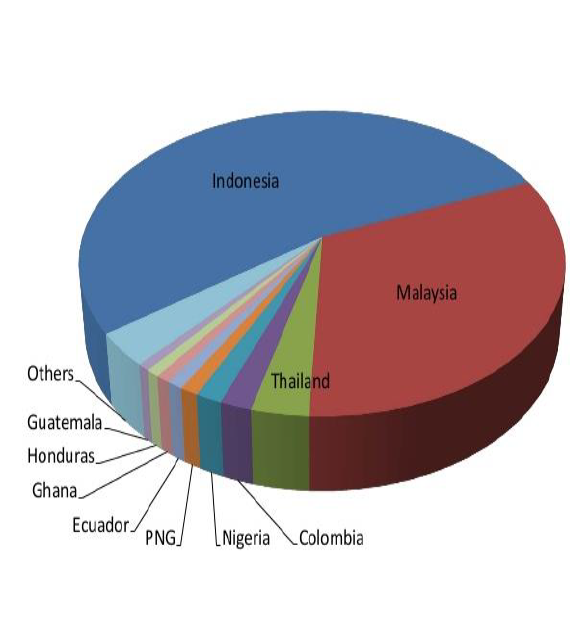 Indonesia
Malaysia
Thailand
Others
Guatemala
Honduras
Ghana
Ecuador
PNG
Nigeria
Colombia